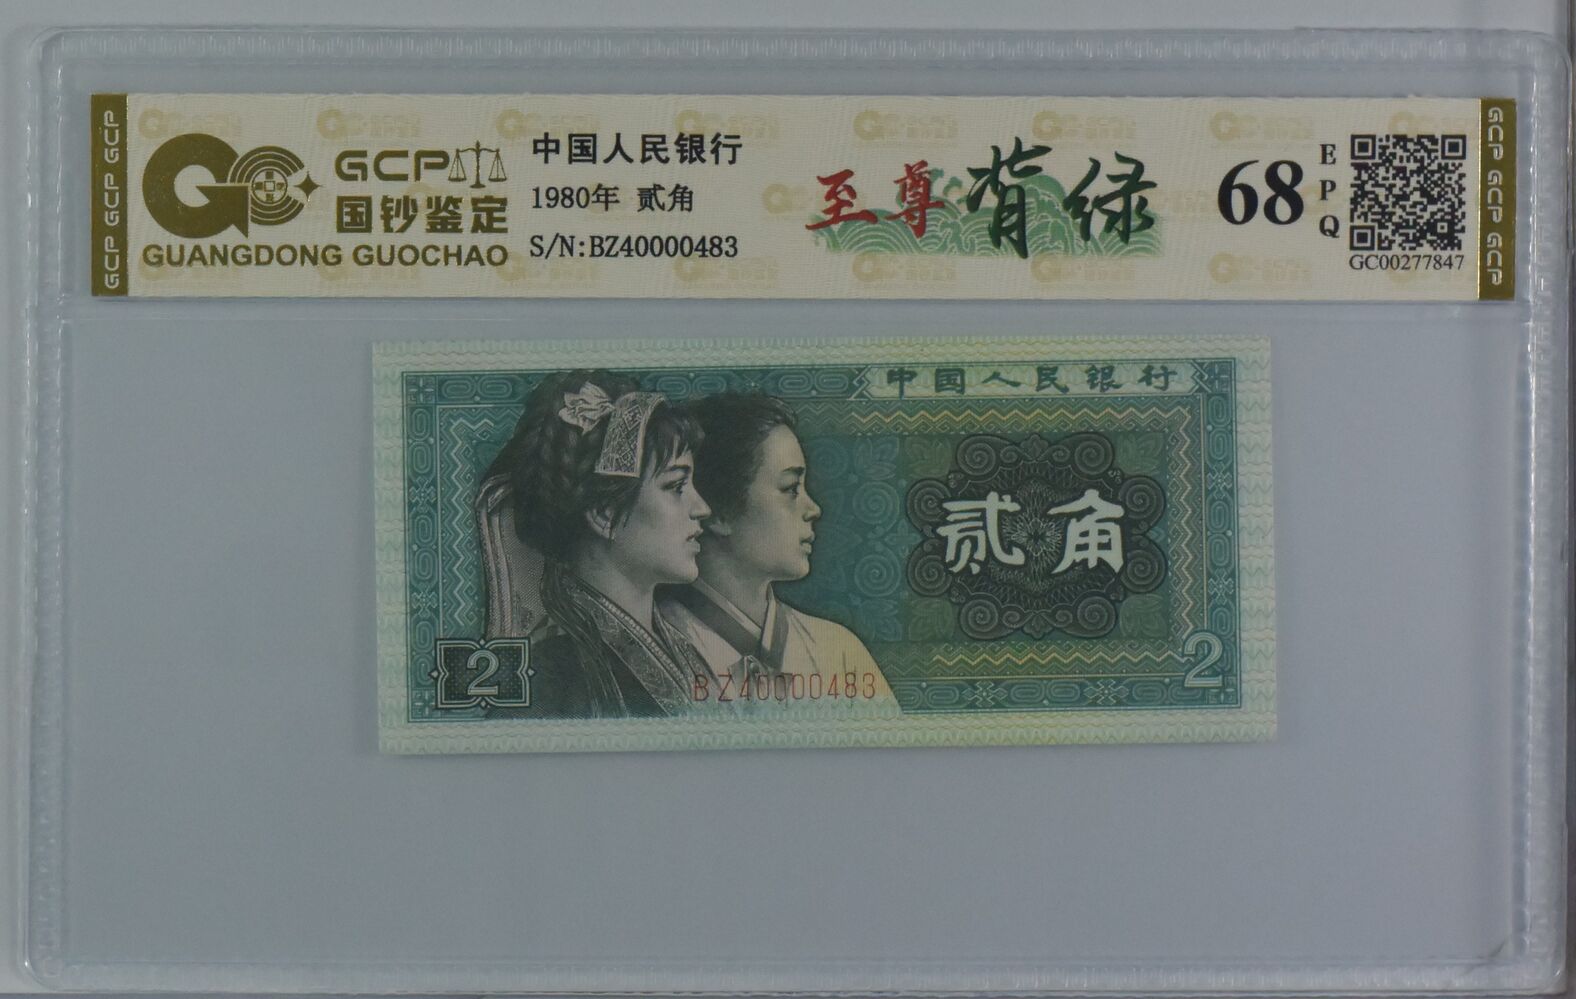 GCP GCP GCP
GCP
国钞鉴定
GUANGDONG GUOCHAO
中国人民银行
1980年 贰角
S/N:BZ40000483
至尊背绿
68
EPQ
GC00277847
GCP GCP GCP
中国人民银行
贰角
2
BZ40000483
2